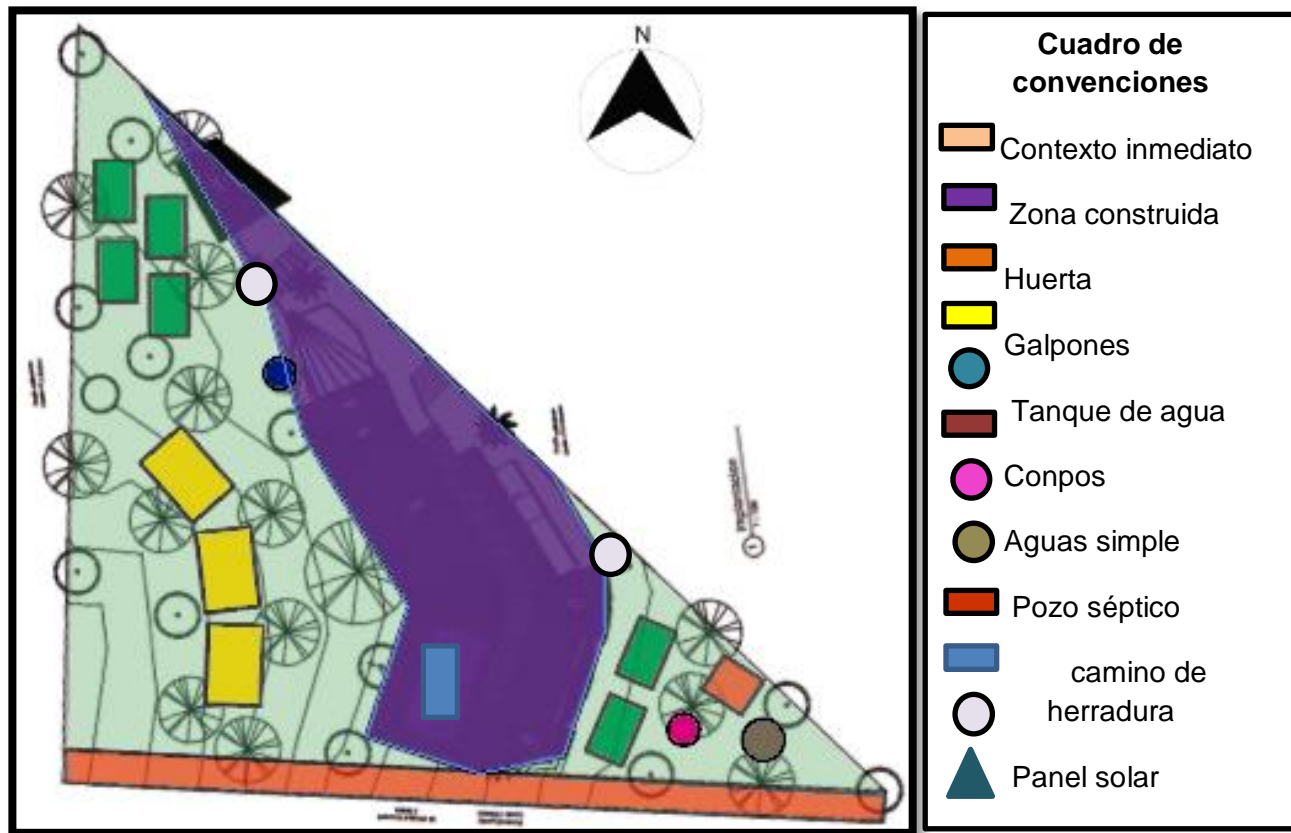 N
Cuadro de
convenciones
Contexto inmediato
Zona construida
Huerta
Galpones
Tanque de agua
Conpos
Aguas simple
Pozo séptico
camino de
herradura
Panel solar